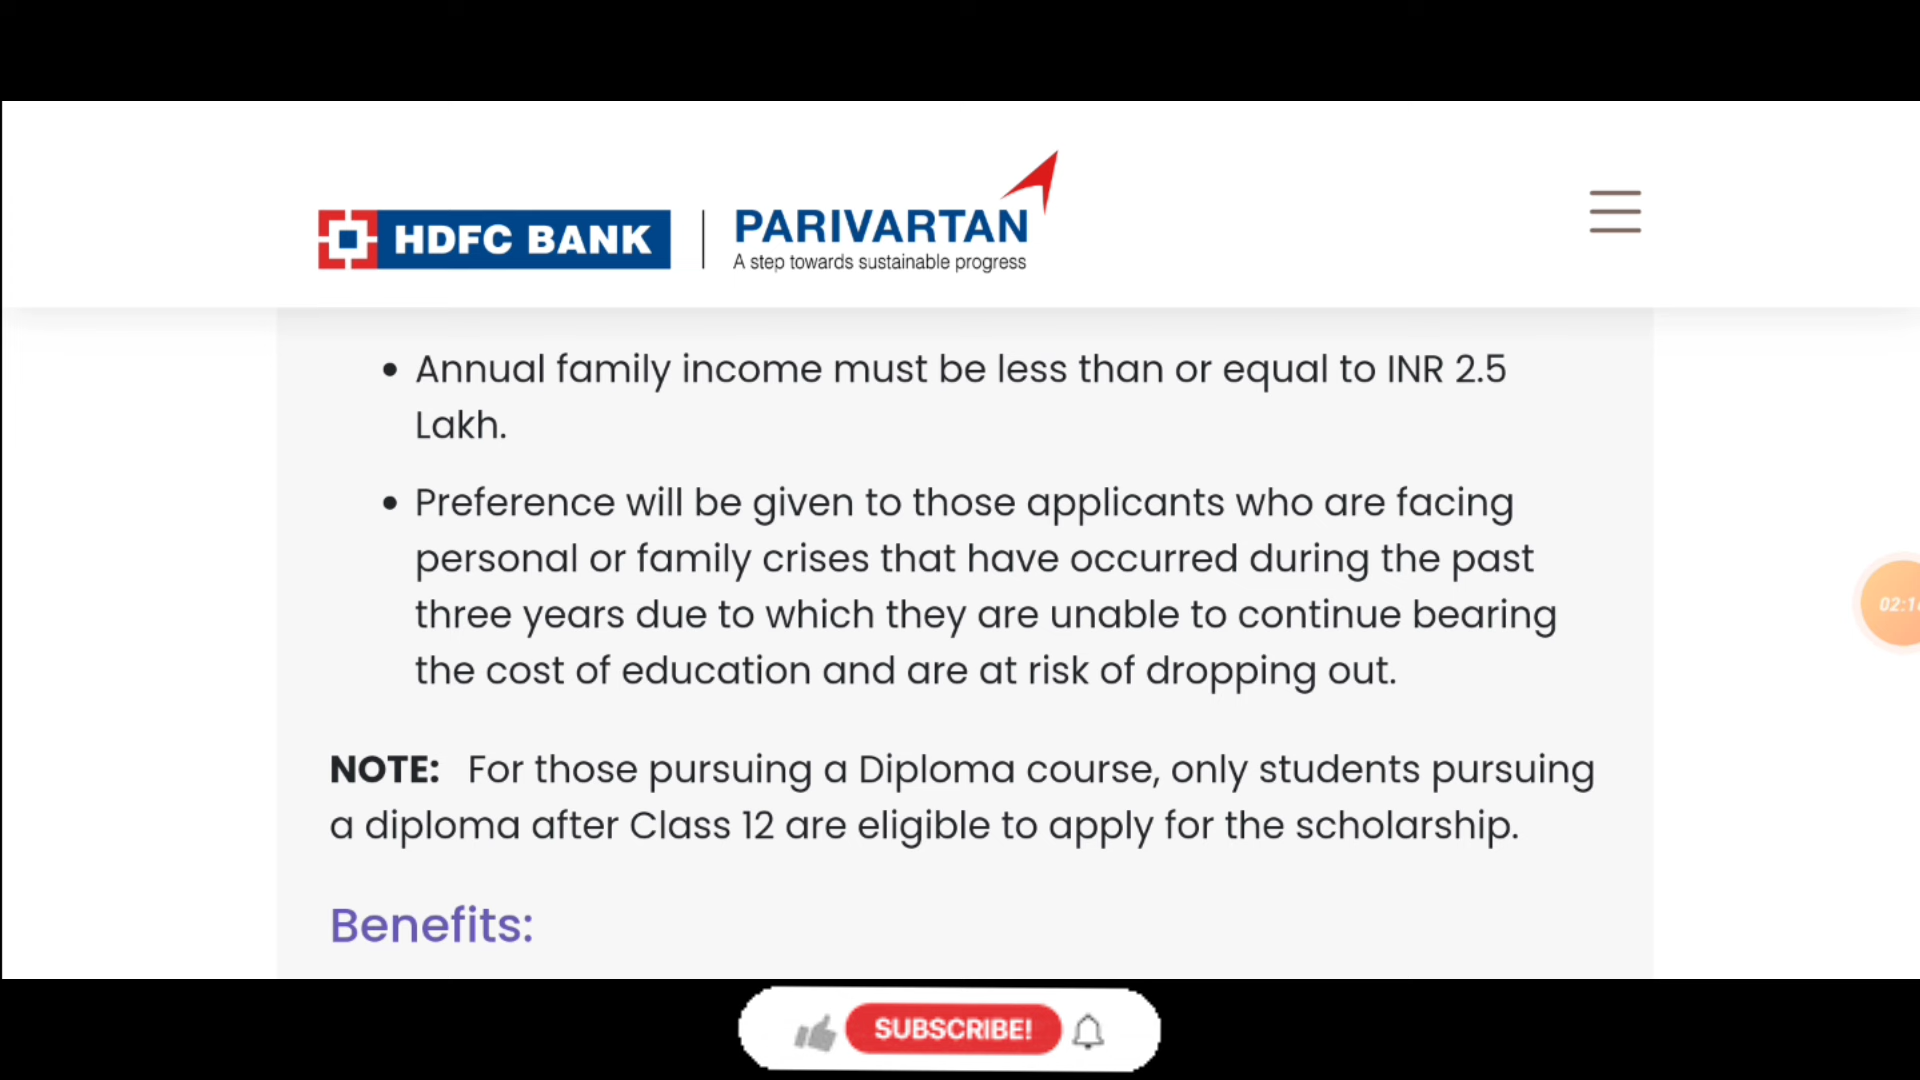 HDFC BANK
PARIVARTAN
A step towards sustainable progress
• Annual family income must be less than or equal to INR 2.5
Lakh.
• Preference will be given to those applicants who are facing
personal or family crises that have occurred during the past
three years due to which they are unable to continue bearing
the cost of education and are at risk of dropping out.
NOTE: For those pursuing a Diploma course, only students pursuing
a diploma after Class 12 are eligible to apply for the scholarship.
Benefits:
SUBSCRIBE!